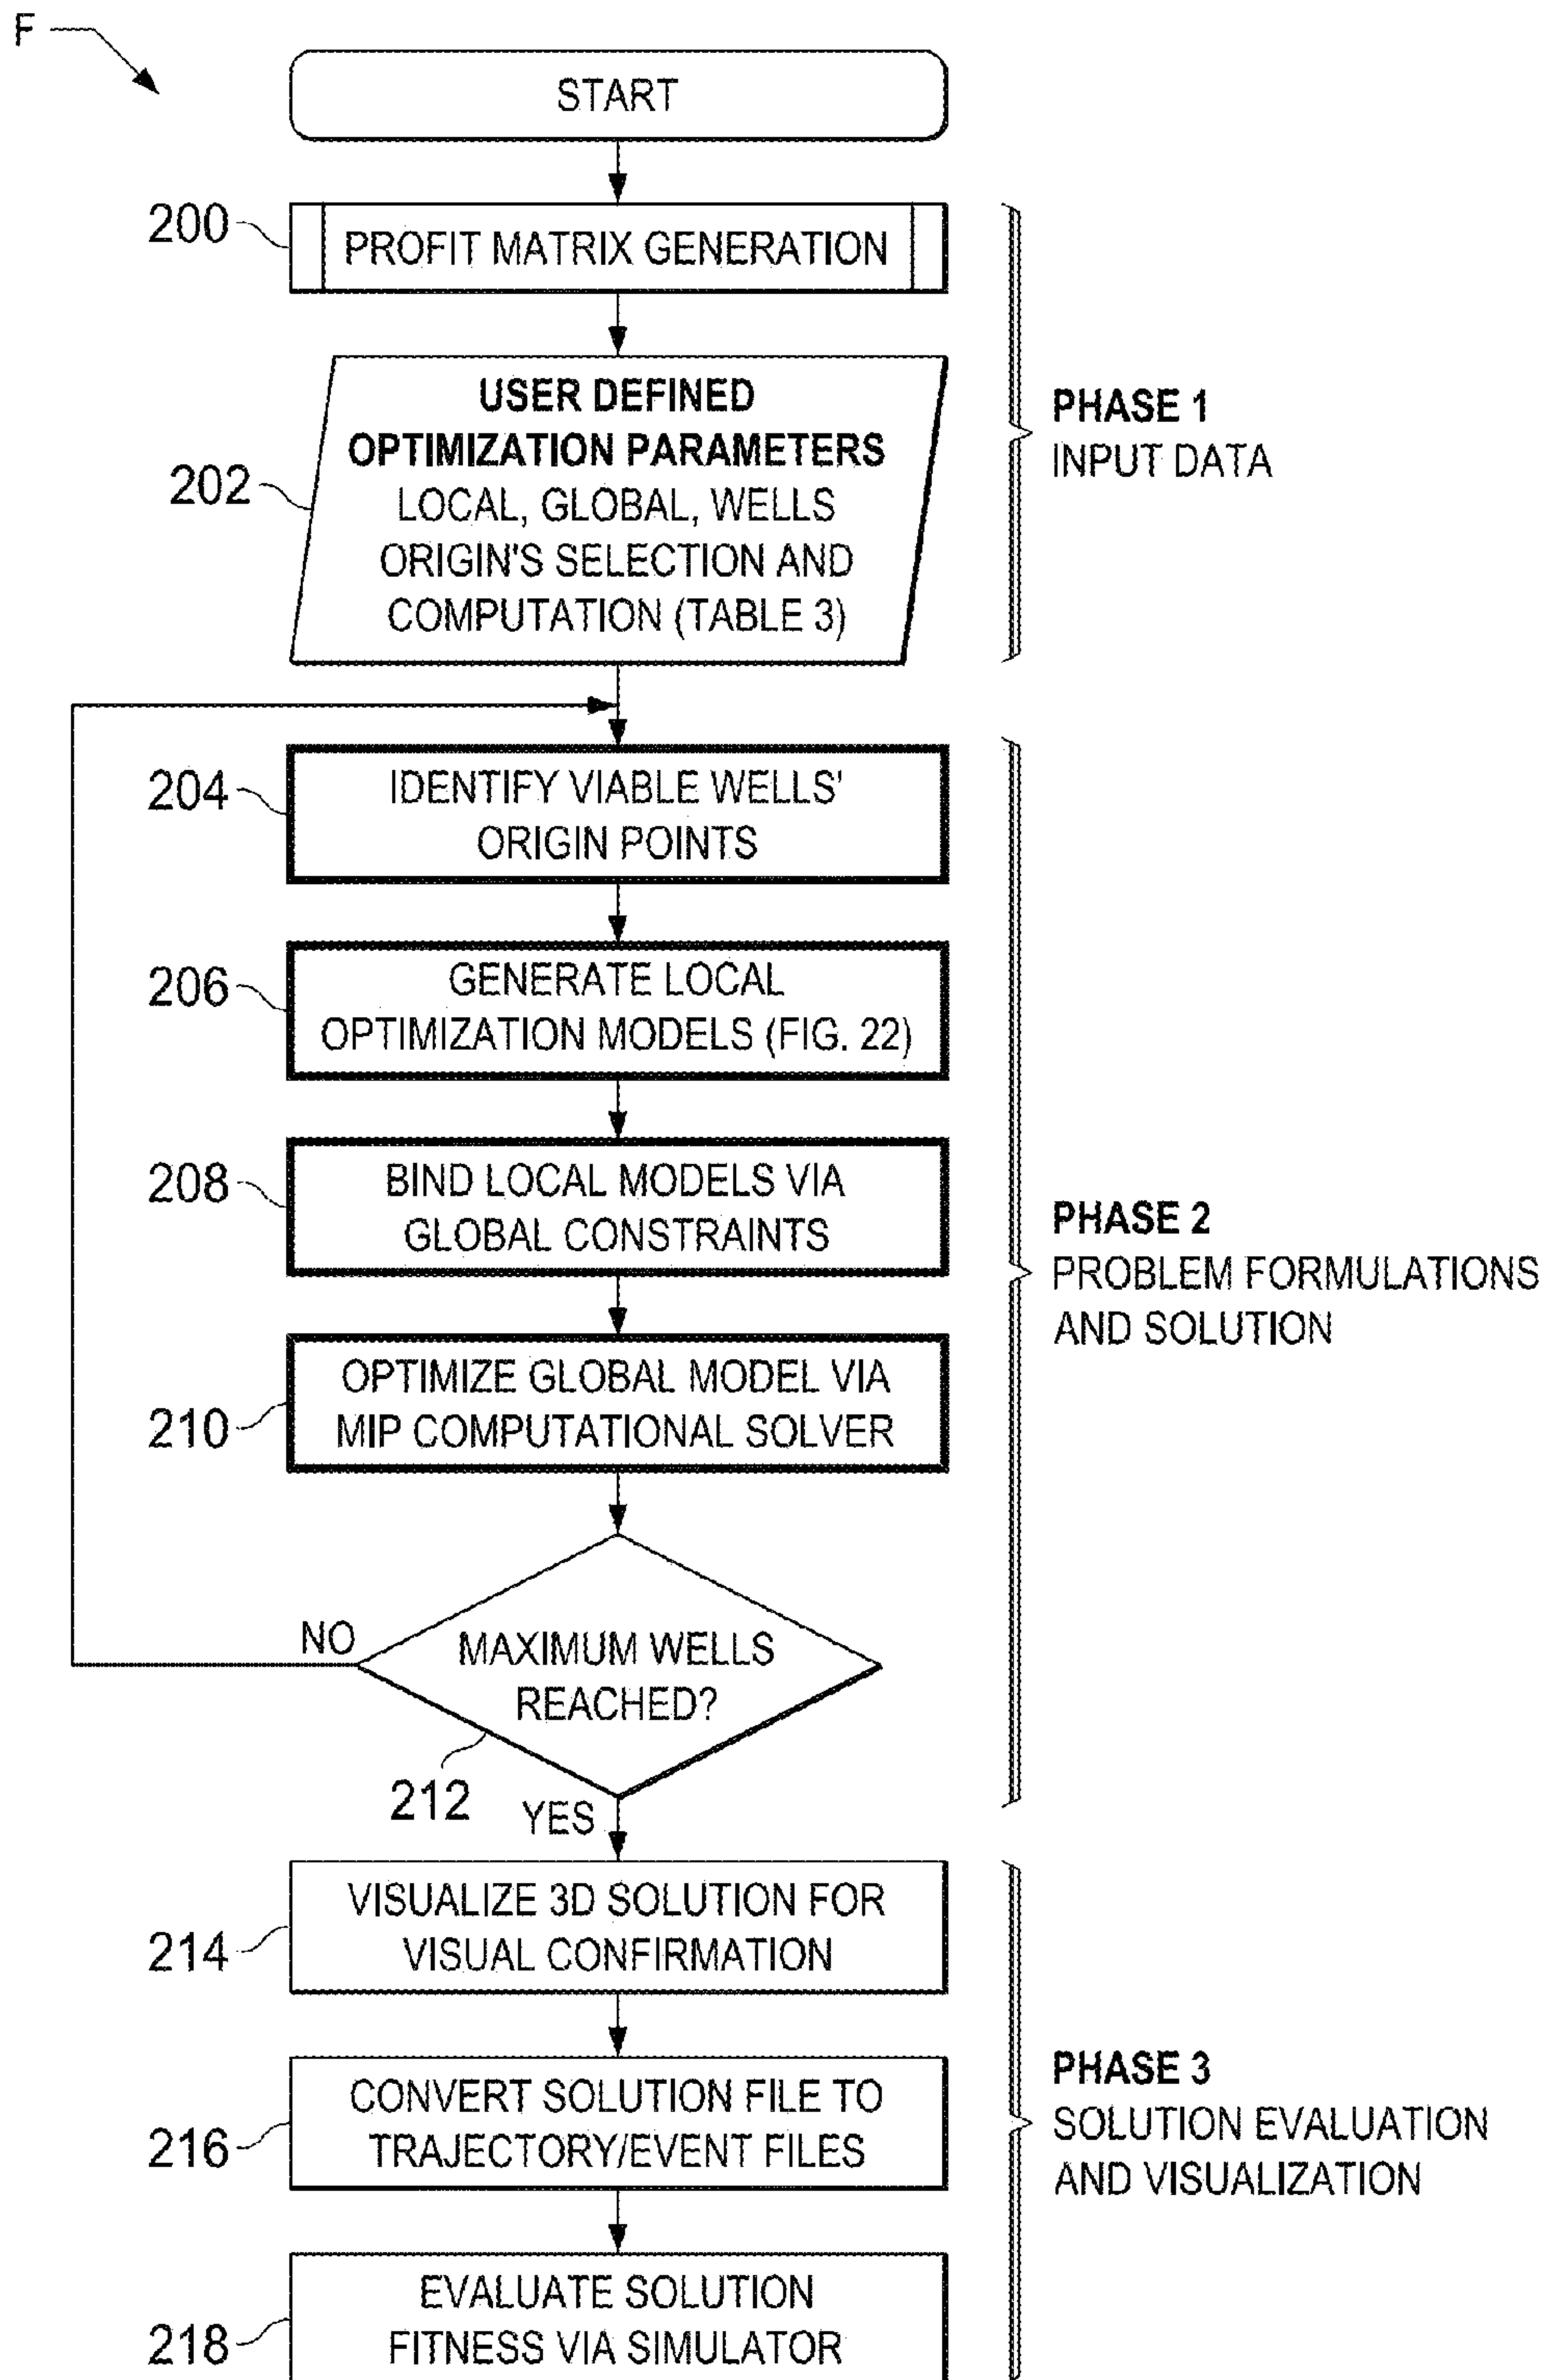 F
START
200
PROFIT MATRIX GENERATION
202
USER DEFINED
OPTIMIZATION PARAMETERS
LOCAL, GLOBAL, WELLS
ORIGIN'S SELECTION AND
COMPUTATION (TABLE 3)
PHASE 1
INPUT DATA
204
IDENTIFY VIABLE WELLS'
ORIGIN POINTS
206
GENERATE LOCAL
OPTIMIZATION MODELS (FIG. 22)
208
BIND LOCAL MODELS VIA
GLOBAL CONSTRAINTS
PHASE 2
PROBLEM FORMULATIONS
AND SOLUTION
210
OPTIMIZE GLOBAL MODEL VIA
MIP COMPUTATIONAL SOLVER
NO
MAXIMUM WELLS
REACHED?
212
YES
214
VISUALIZE 3D SOLUTION FOR
VISUAL CONFIRMATION
216
CONVERT SOLUTION FILE TO
TRAJECTORY/EVENT FILES
PHASE 3
SOLUTION EVALUATION
AND VISUALIZATION
218
EVALUATE SOLUTION
FITNESS VIA SIMULATOR